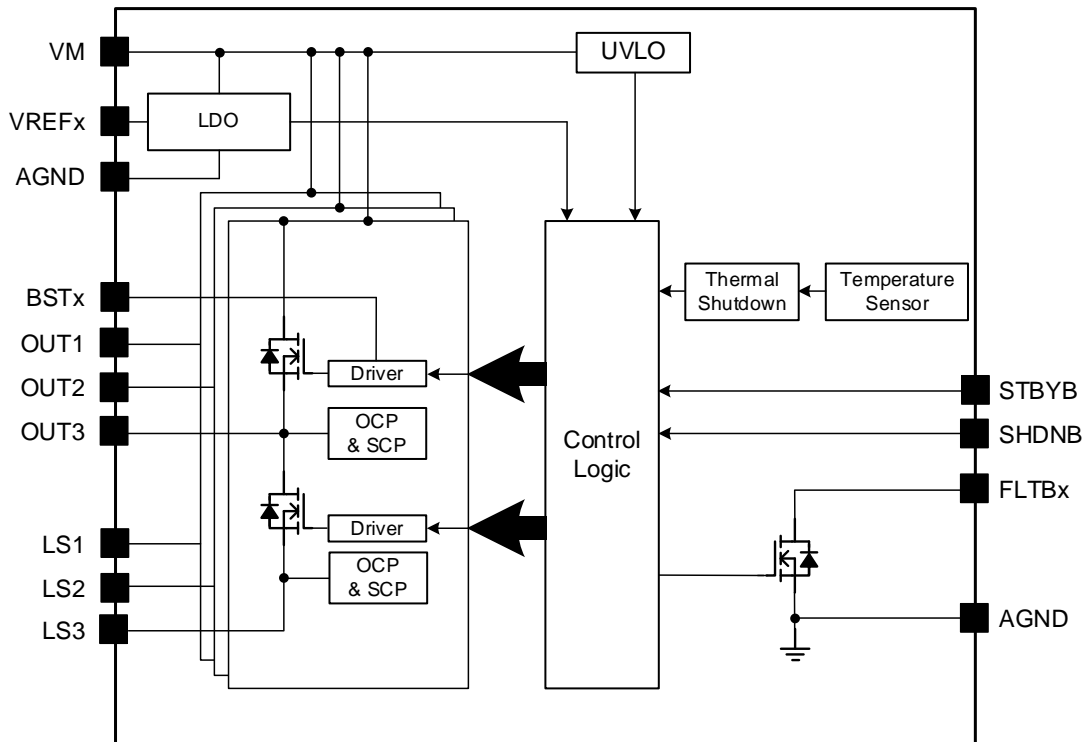 VM
UVLO
VREFx
LDO
AGND
BSTx
Thermal
Shutdown
Temperature
Sensor
OUT1
Driver
OUT2
STBYB
OCP
& SCP
OUT3
Control
Logic
SHDNB
FLTBx
Driver
LS1
OCP
& SCP
LS2
LS3
AGND